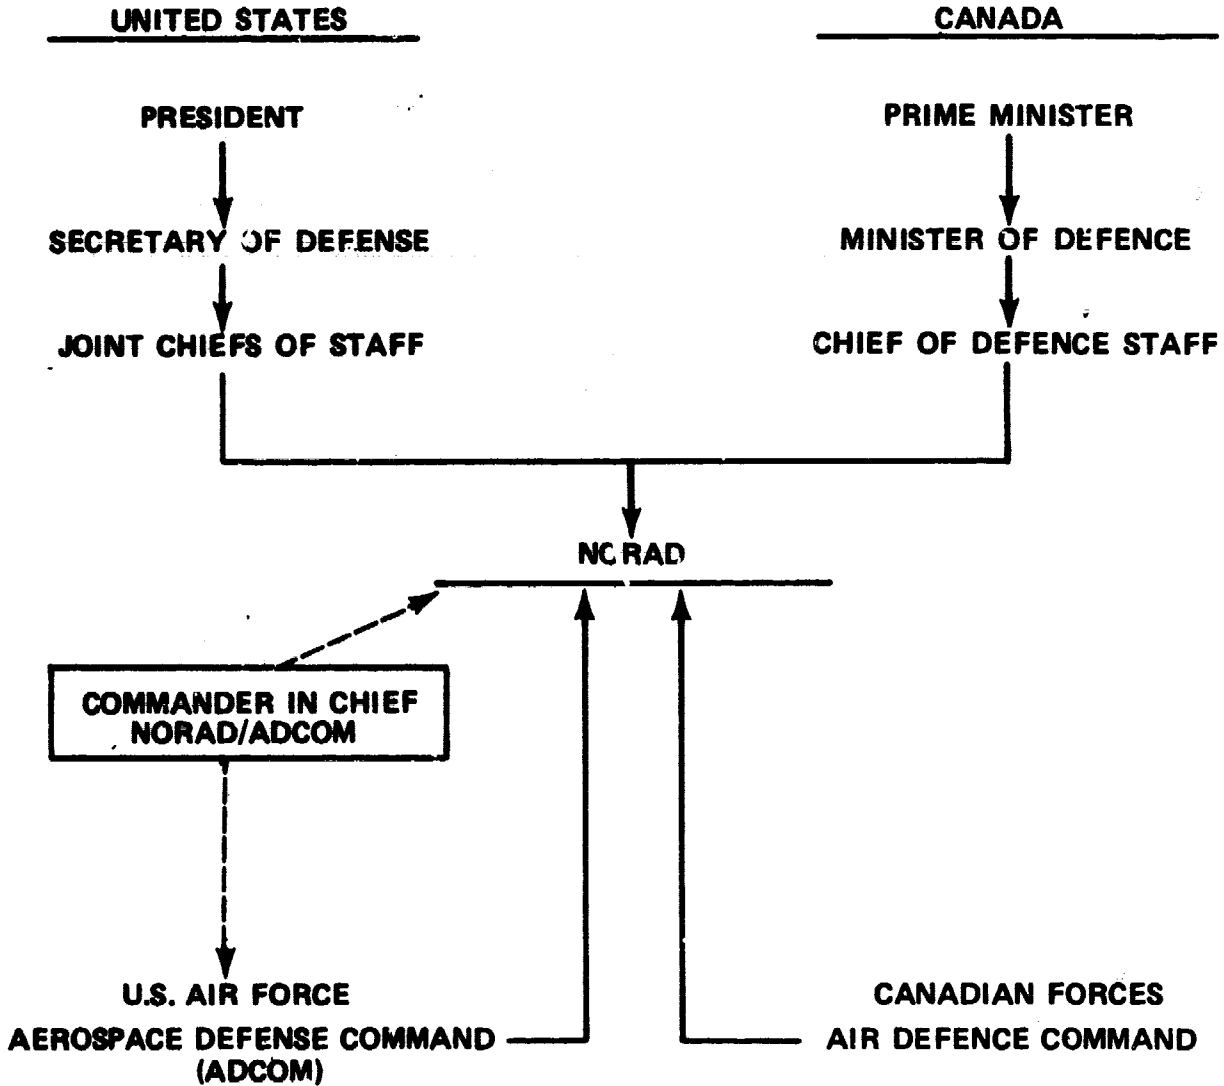 UNITED STATES
CANADA
PRESIDENT
PRIME MINISTER
SECRETARY OF DEFENSE
MINISTER OF DEFENCE
JOINT CHIEFS OF STAFF
CHIEF OF DEFENCE STAFF
NORAD
COMMANDER IN CHIEF
NORAD/ADCOM
U.S. AIR FORCE
AEROSPACE DEFENSE COMMAND
(ADCOM)
CANADIAN FORCES
AIR DEFENCE COMMAND